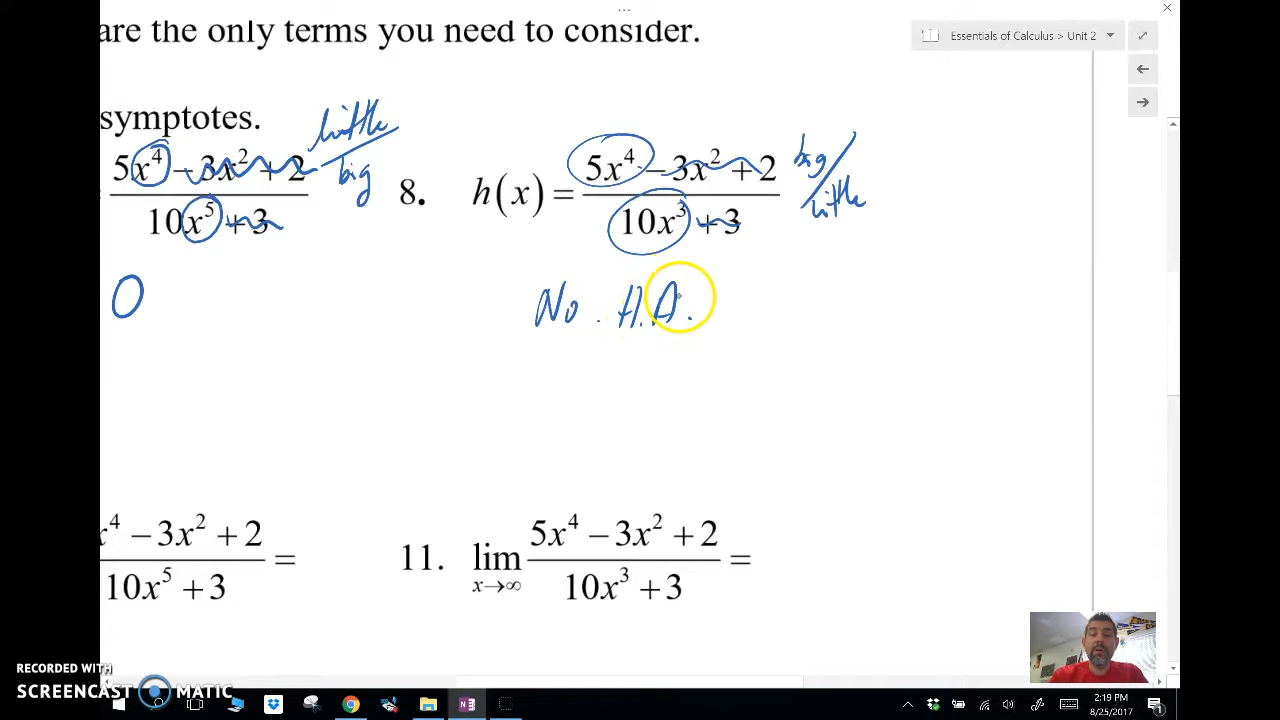 are the only terms you need to consider.
Essentials of Calculus > Unit 2
symptotes.
5x⁴ − 3x² + 2
10x⁵ + 3
little
big
0
8. h(x) =
5x⁴ − 3x² + 2
10x³ + 3
big
little
No. H.A.
x⁴ − 3x² + 2
10x⁵ + 3
=
11. lim
x→∞
5x⁴ − 3x² + 2
10x³ + 3
=
RECORDED WITH
SCREENCAST MATIC
2:19 PM
8/25/2017
1